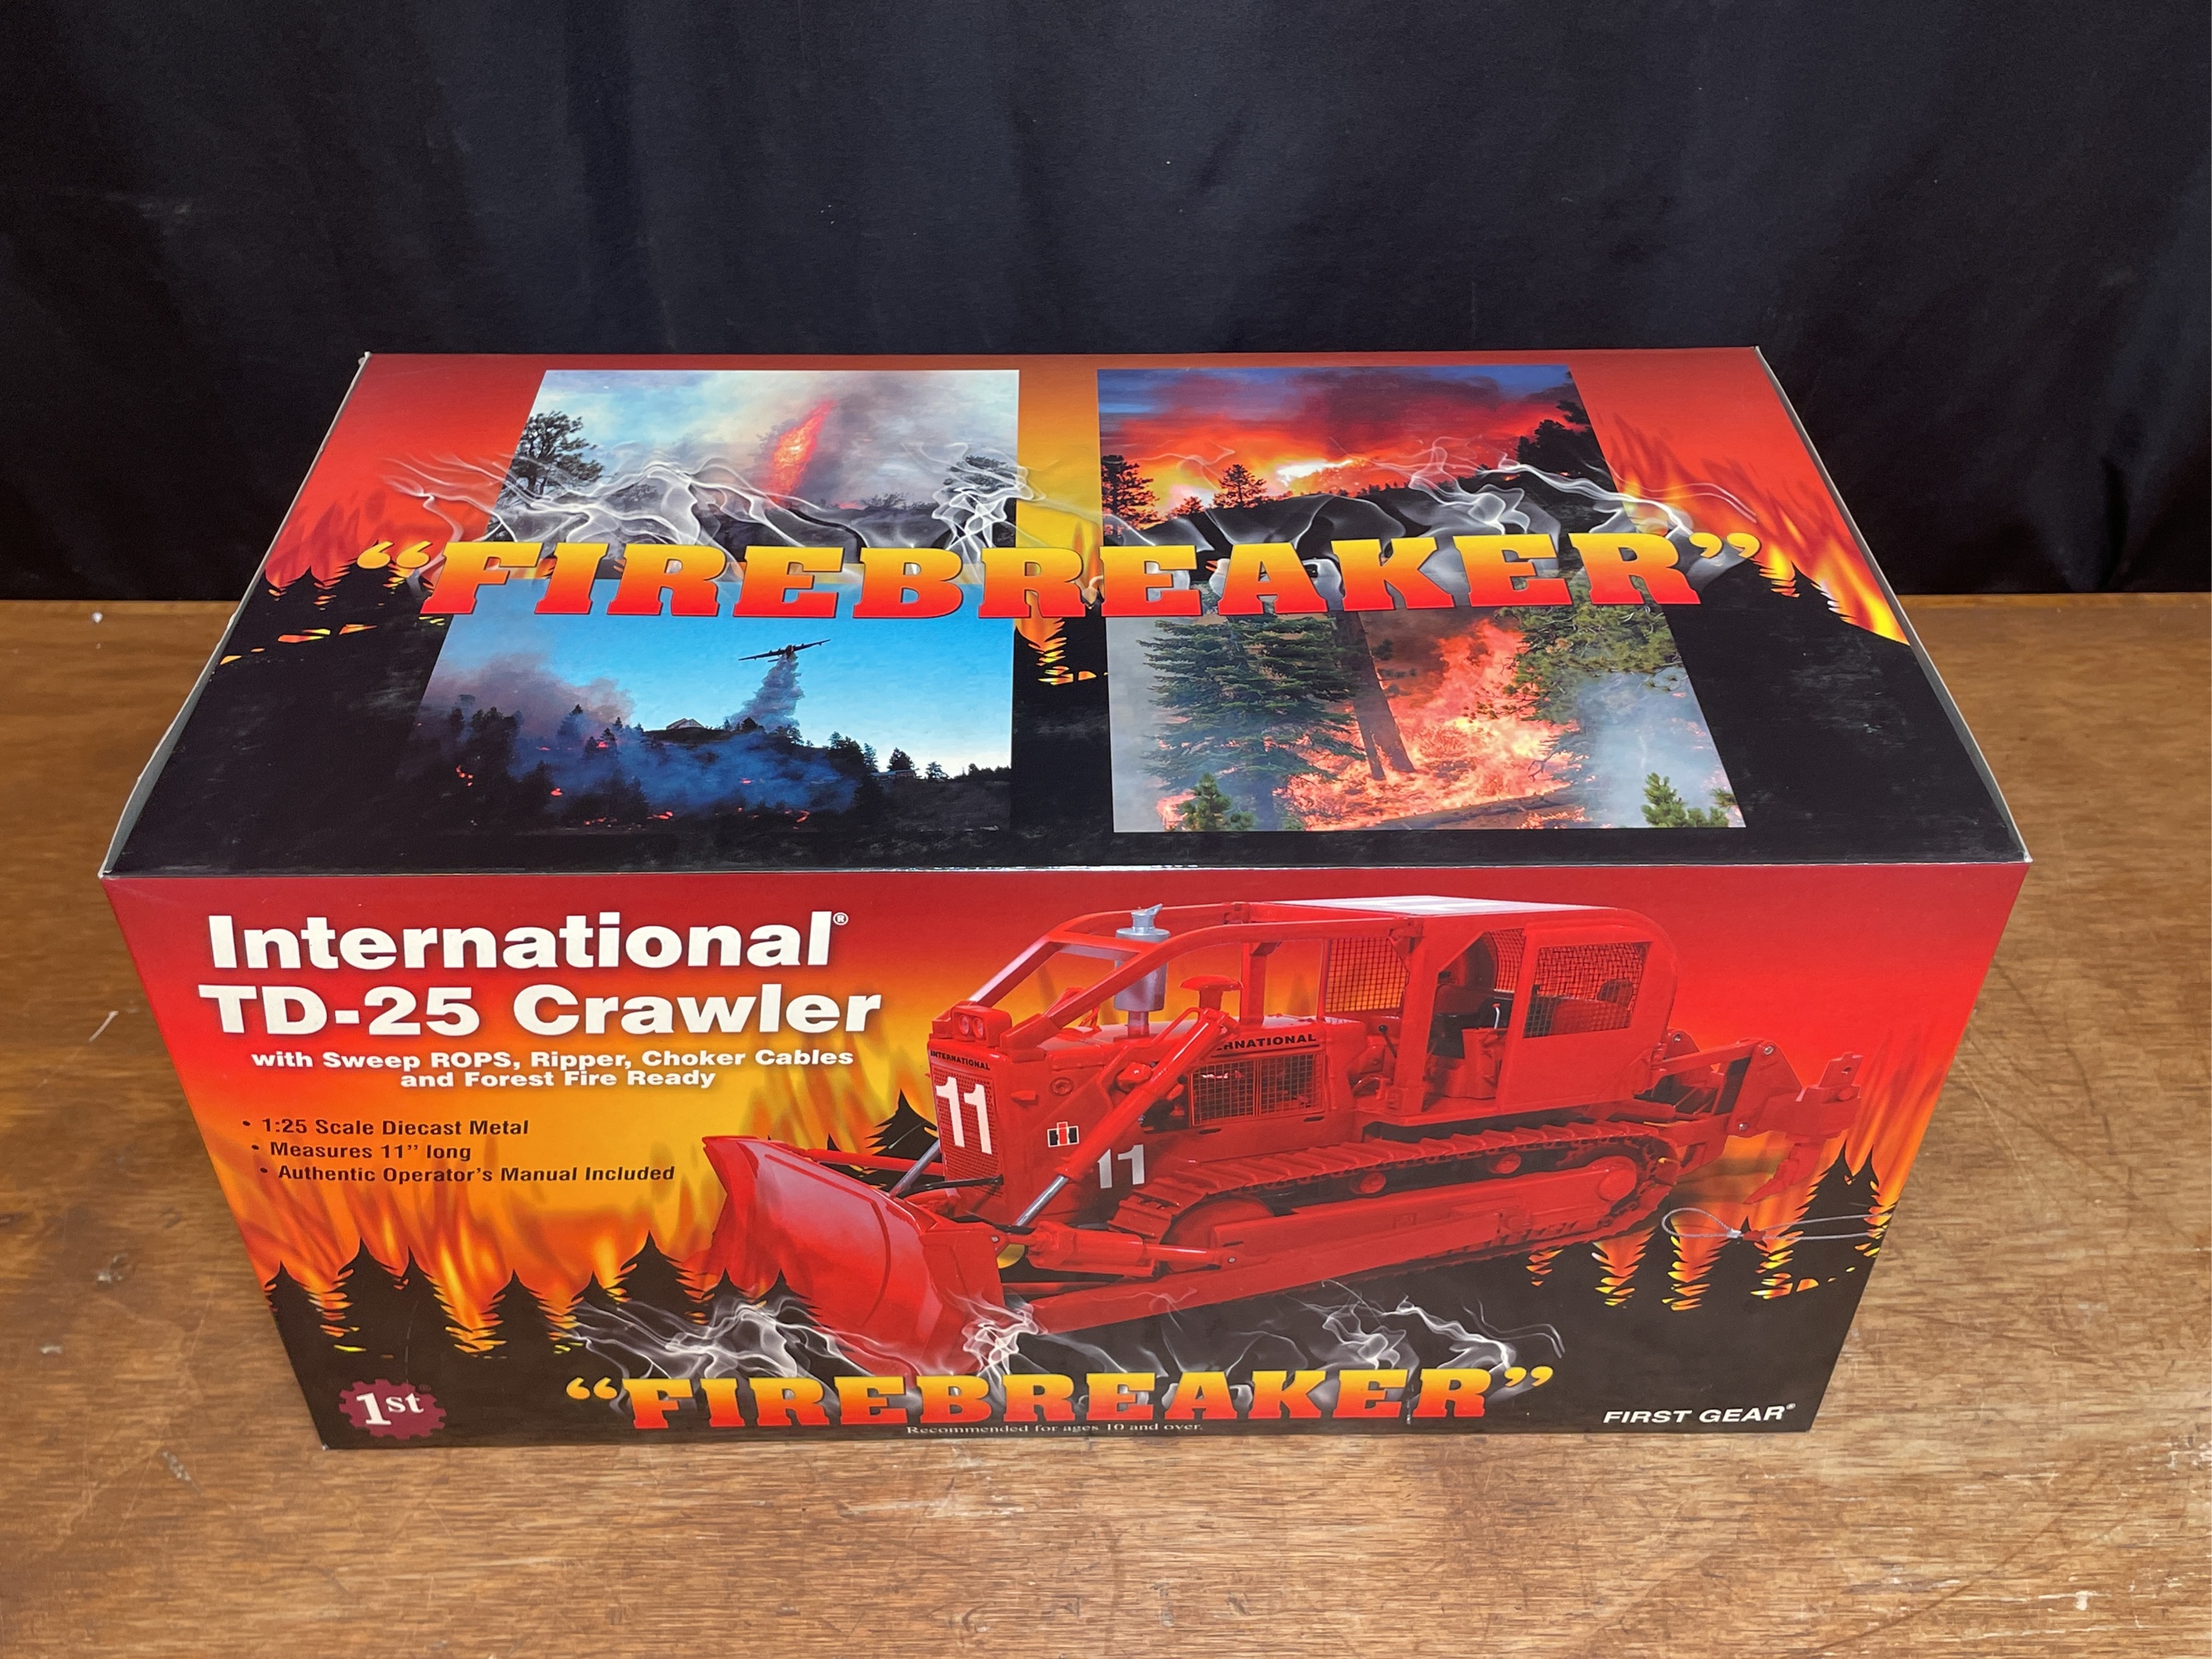 “FIREBREAKER”
International®
TD-25 Crawler
with Sweep ROPS, Ripper, Choker Cables
and Forest Fire Ready
• 1:25 Scale Diecast Metal
• Measures 11” long
• Authentic Operator's Manual Included
INTERNATIONAL
11
IH
11
ERNATIONAL
1st
“FIREBREAKER”
Recommended for ages 10 and over.
FIRST GEAR®